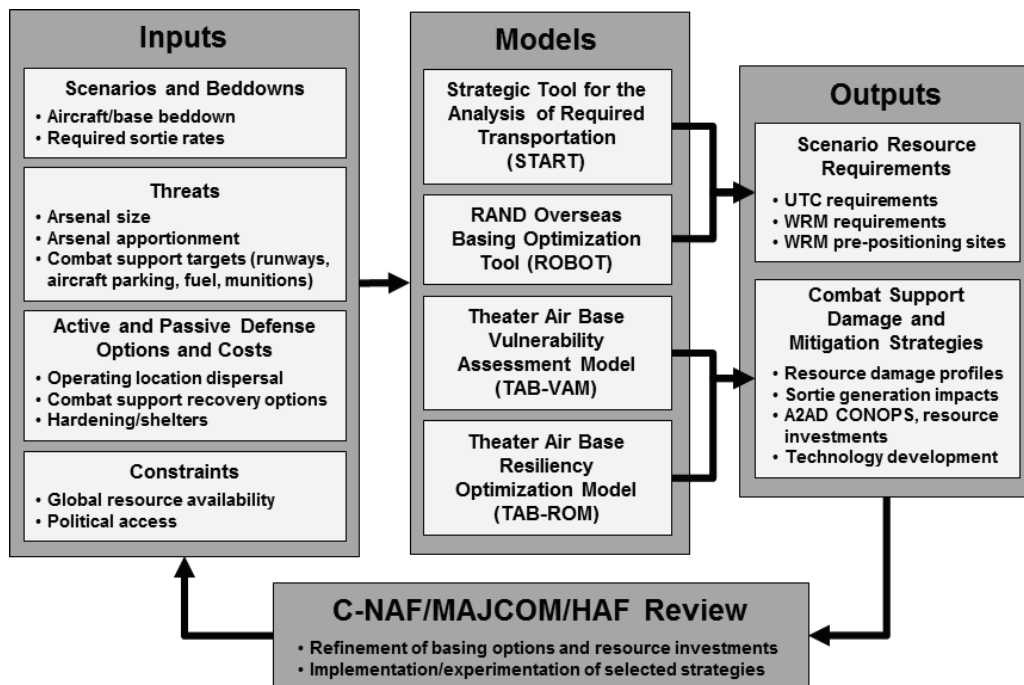 Inputs
Scenarios and Beddowns
• Aircraft/base beddown
• Required sortie rates
Threats
• Arsenal size
• Arsenal apportionment
• Combat support targets (runways,
aircraft parking, fuel, munitions)
Active and Passive Defense
Options and Costs
• Operating location dispersal
• Combat support recovery options
• Hardening/shelters
Constraints
• Global resource availability
• Political access
Models
Strategic Tool for the
Analysis of Required
Transportation
(START)
RAND Overseas
Basing Optimization
Tool (ROBOT)
Theater Air Base
Vulnerability
Assessment Model
(TAB-VAM)
Theater Air Base
Resiliency
Optimization Model
(TAB-ROM)
Outputs
Scenario Resource
Requirements
• UTC requirements
• WRM requirements
• WRM pre-positioning sites
Combat Support
Damage and
Mitigation Strategies
• Resource damage profiles
• Sortie generation impacts
• A2AD CONOPS, resource
investments
• Technology development
C-NAF/MAJCOM/HAF Review
• Refinement of basing options and resource investments
• Implementation/experimentation of selected strategies